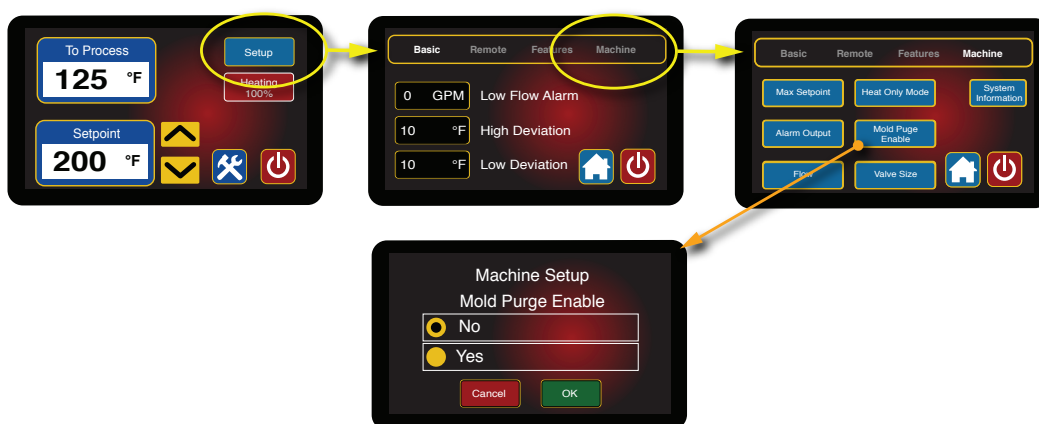 To Process
125 °F
Setup
Heating
100%
Setpoint
200 °F
Basic Remote Features Machine
0 GPM Low Flow Alarm
10 °F High Deviation
10 °F Low Deviation
Basic Remote Features Machine
Max Setpoint Heat Only Mode System
Information
Alarm Output Mold Puge
Enable
Flow Valve Size
Machine Setup
Mold Purge Enable
No
Yes
Cancel OK